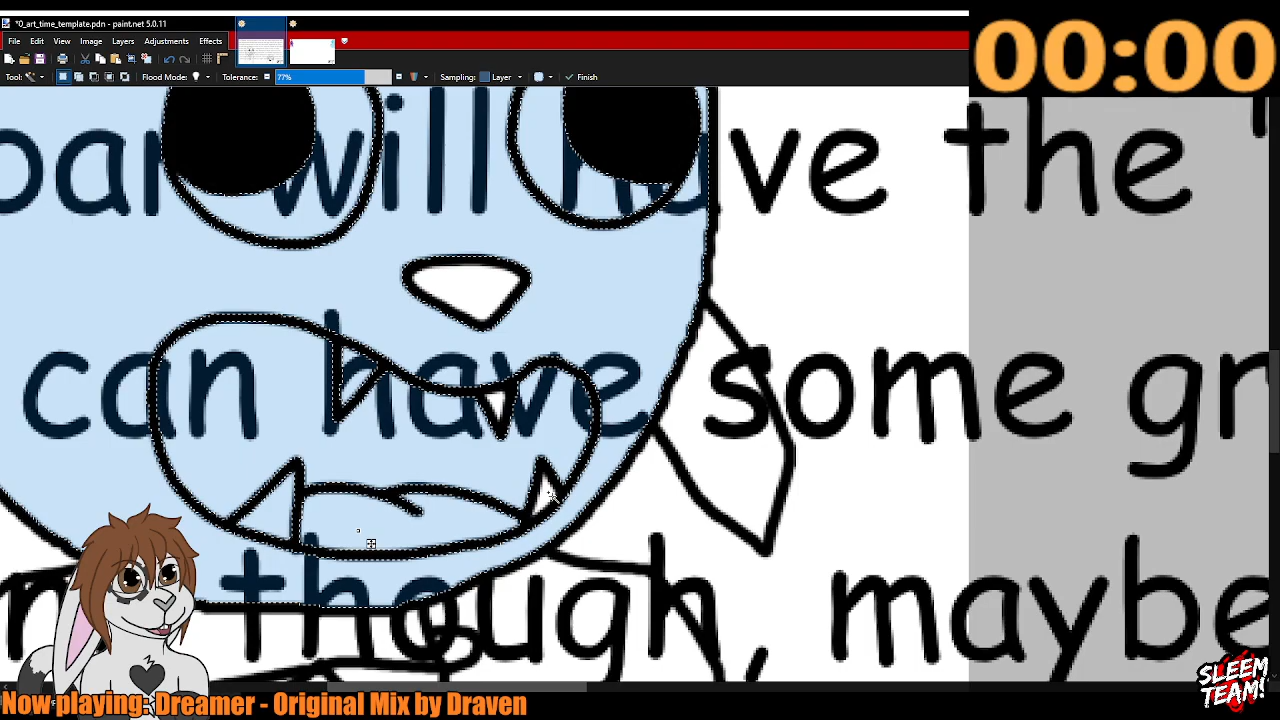 *0_art_time_template.pdn - paint.net 5.0.11
File Edit View Image Layers Adjustments Effects
Tool: Flood Mode: Tolerance: 77% Sampling: Layer Finish
00:00
will have the
can have some gr
though, maybe
Now playing: Dreamer - Original Mix by Draven
SLEEM TEAM!